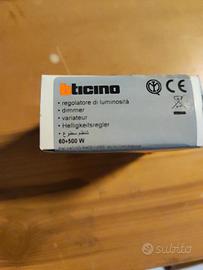 bticino
• regolatore di luminosità
• dimmer
• variateur
• Helligkeitsregler
60÷500 W
subito